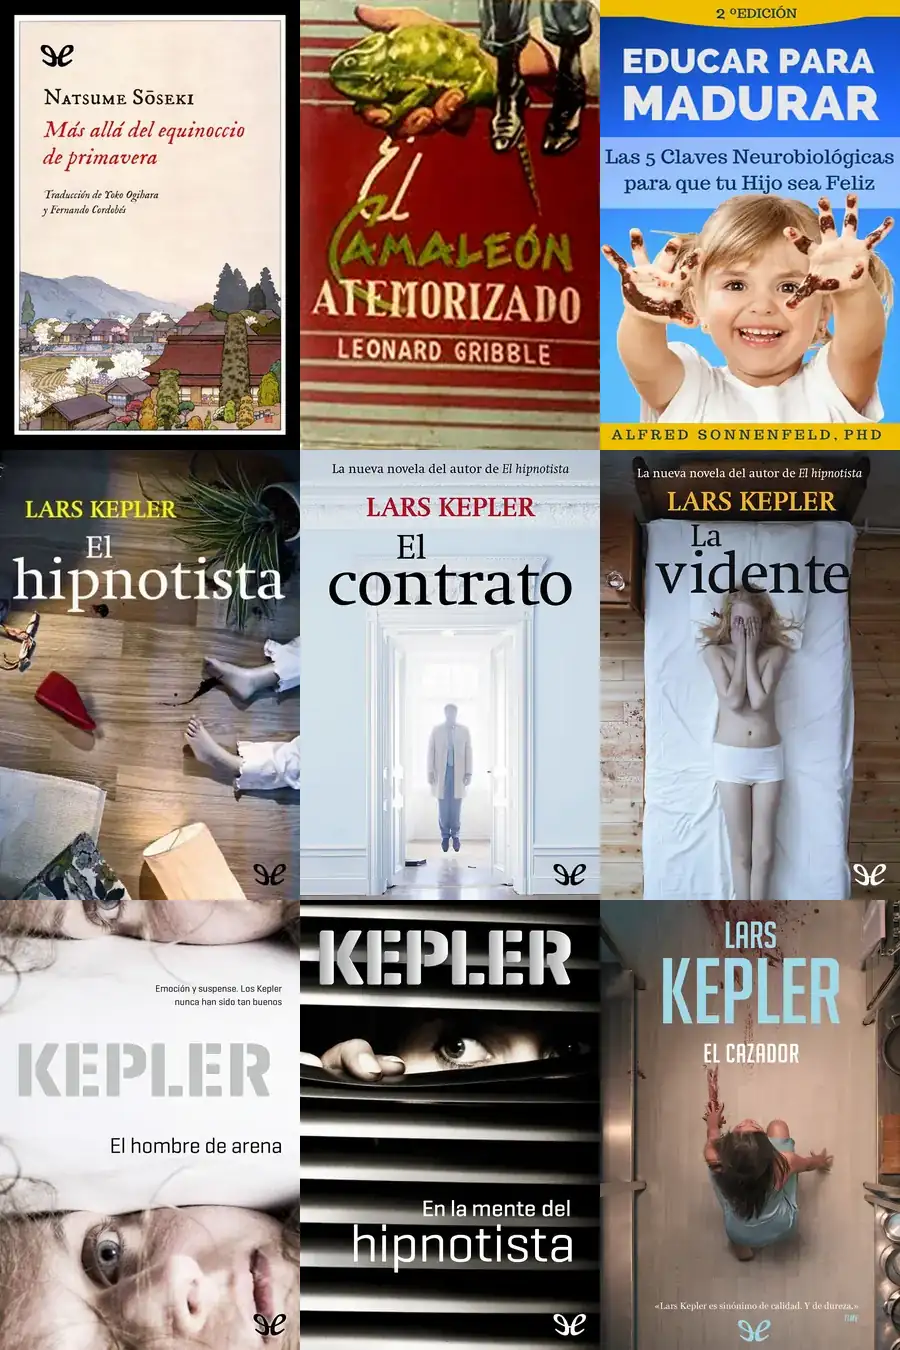 NATSUME SŌSEKI
Más allá del equinoccio
de primavera
Traducción de Yoko Ogihara
y Fernando Cordobés
El
CAMALEÓN
ATEMORIZADO
LEONARD GRIBBLE
2 ºEDICIÓN
EDUCAR PARA
MADURAR
Las 5 Claves Neurobiológicas
para que tu Hijo sea Feliz
ALFRED SONNENFELD, PHD
LARS KEPLER
El
hipnotista
La nueva novela del autor de El hipnotista
LARS KEPLER
El
contrato
La nueva novela del autor de El hipnotista
LARS KEPLER
La
vidente
Emoción y suspense. Los Kepler
nunca han sido tan buenos
KEPLER
El hombre de arena
KEPLER
En la mente del
hipnotista
LARS
KEPLER
EL CAZADOR
«Lars Kepler es sinónimo de calidad. Y de dureza.»